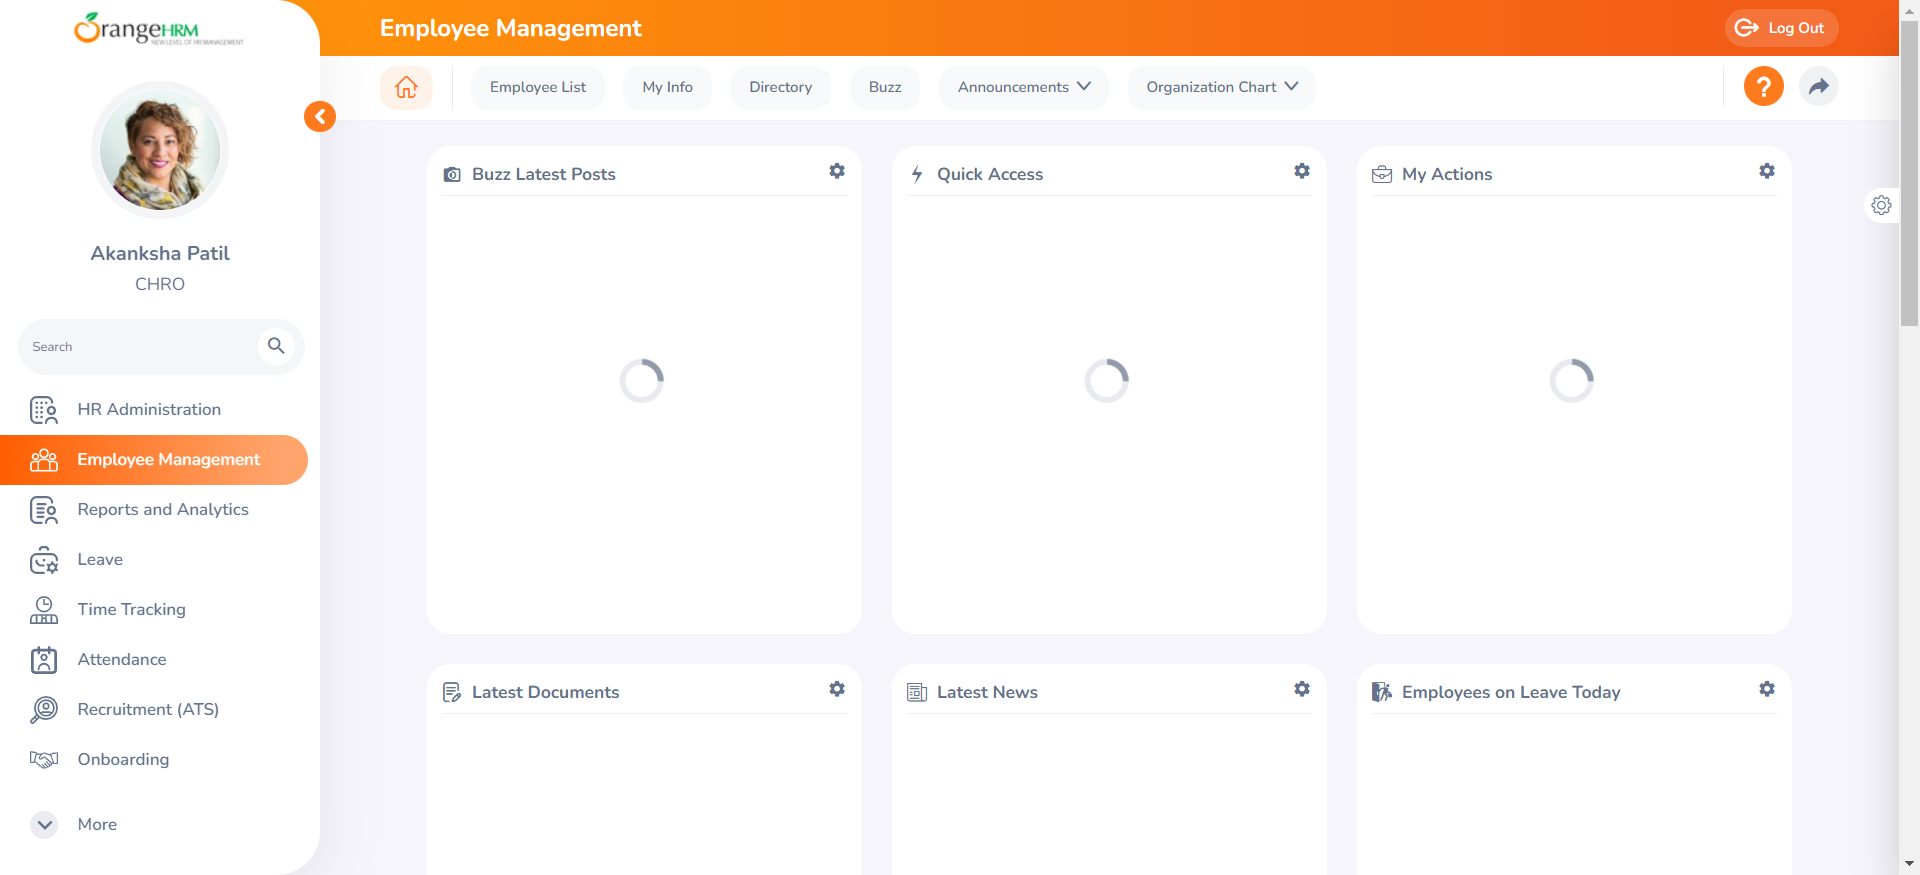 OrangeHRM
NEW LEVEL OF HR MANAGEMENT
Employee Management
Log Out
Employee List
My Info
Directory
Buzz
Announcements
Organization Chart
?
Akanksha Patil
CHRO
Search
HR Administration
Employee Management
Reports and Analytics
Leave
Time Tracking
Attendance
Recruitment (ATS)
Onboarding
More
Buzz Latest Posts
Quick Access
My Actions
Latest Documents
Latest News
Employees on Leave Today